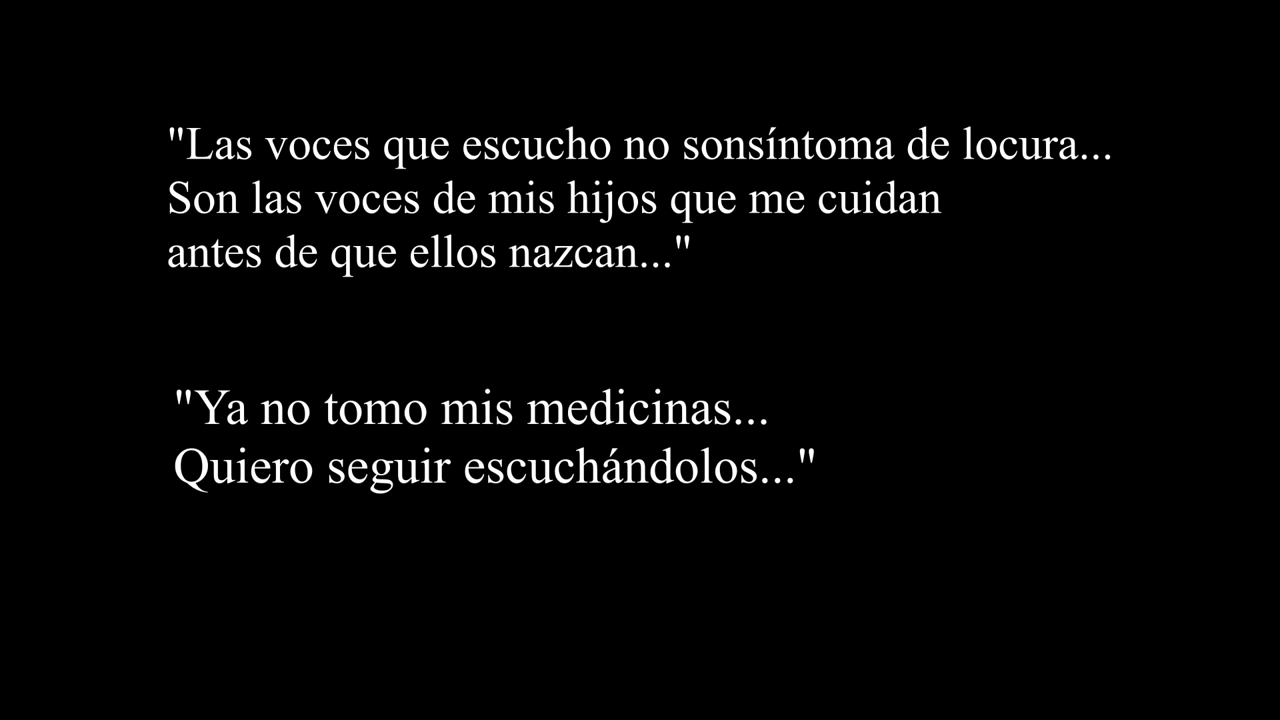 "Las voces que escucho no sonsíntoma de locura...
Son las voces de mis hijos que me cuidan
antes de que ellos nazcan..."
"Ya no tomo mis medicinas...
Quiero seguir escuchándolos..."